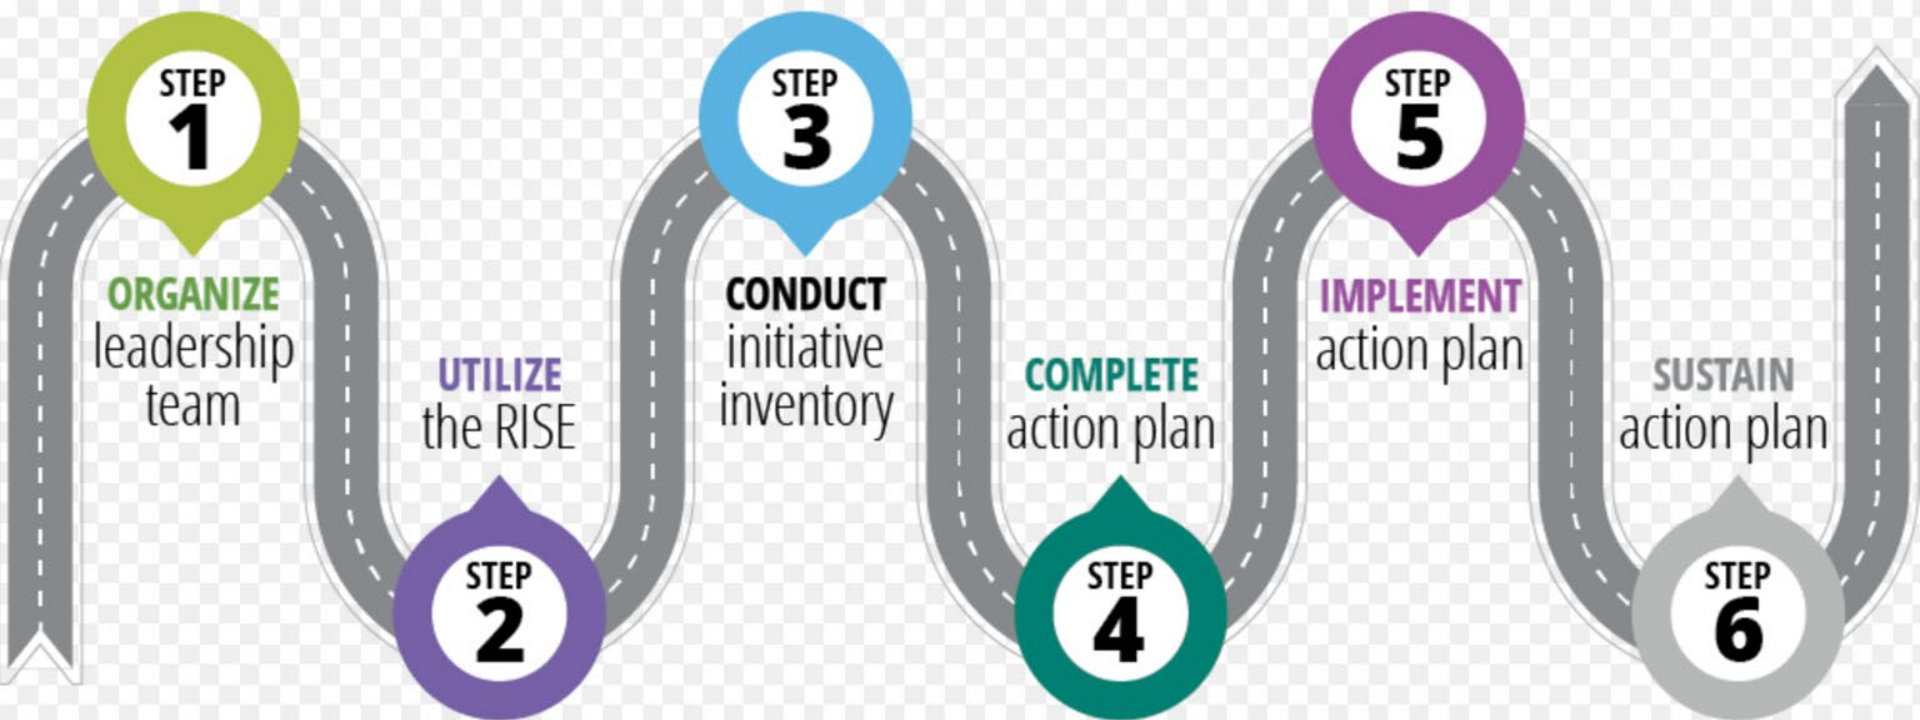 STEP
1
ORGANIZE
leadership
team
STEP
2
UTILIZE
the RISE
STEP
3
CONDUCT
initiative
inventory
STEP
4
COMPLETE
action plan
STEP
5
IMPLEMENT
action plan
STEP
6
SUSTAIN
action plan